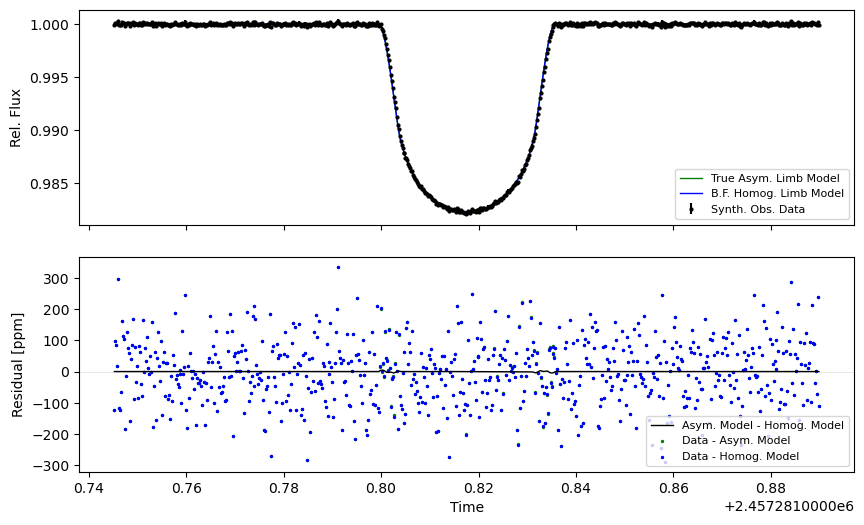 1.000
0.995
0.990
0.985
Rel. Flux
True Asym. Limb Model
B.F. Homog. Limb Model
Synth. Obs. Data
300
200
100
0
−100
−200
−300
Residual [ppm]
Asym. Model - Homog. Model
Data - Asym. Model
Data - Homog. Model
0.74 0.76 0.78 0.80 0.82 0.84 0.86 0.88
Time
+2.4572810000e6